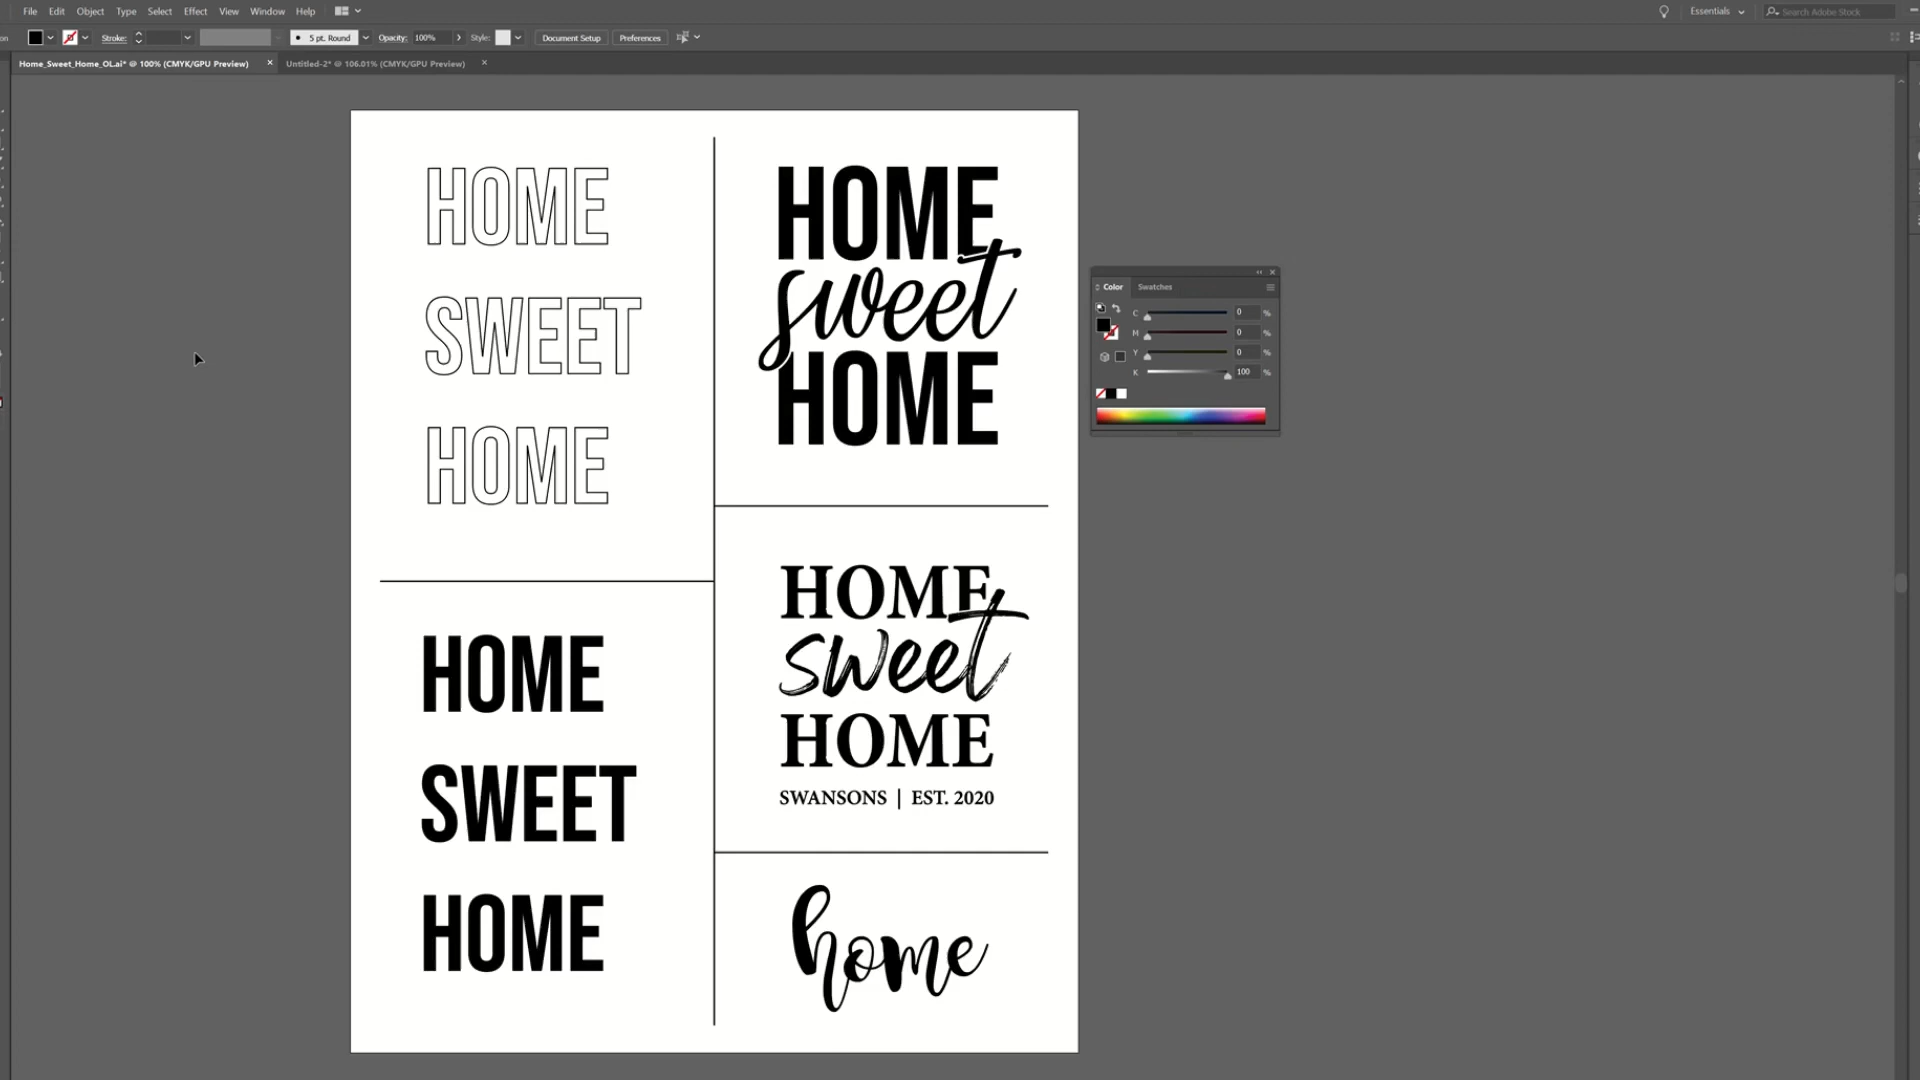 File Edit Object Type Select Effect View Window Help
Essentials
Search Adobe Stock
Stroke:
5 pt. Round
Opacity: 100%
Style:
Document Setup
Preferences
Home_Sweet_Home_OL.ai* @ 100% (CMYK/GPU Preview)
Untitled-2* @ 106.01% (CMYK/GPU Preview)
HOME
SWEET
HOME
HOME
SWEET
HOME
HOME
sweet
HOME
HOME
sweet
HOME
SWANSONS | EST. 2020
home
Color Swatches
C 0 %
M 0 %
Y 0 %
K 100 %